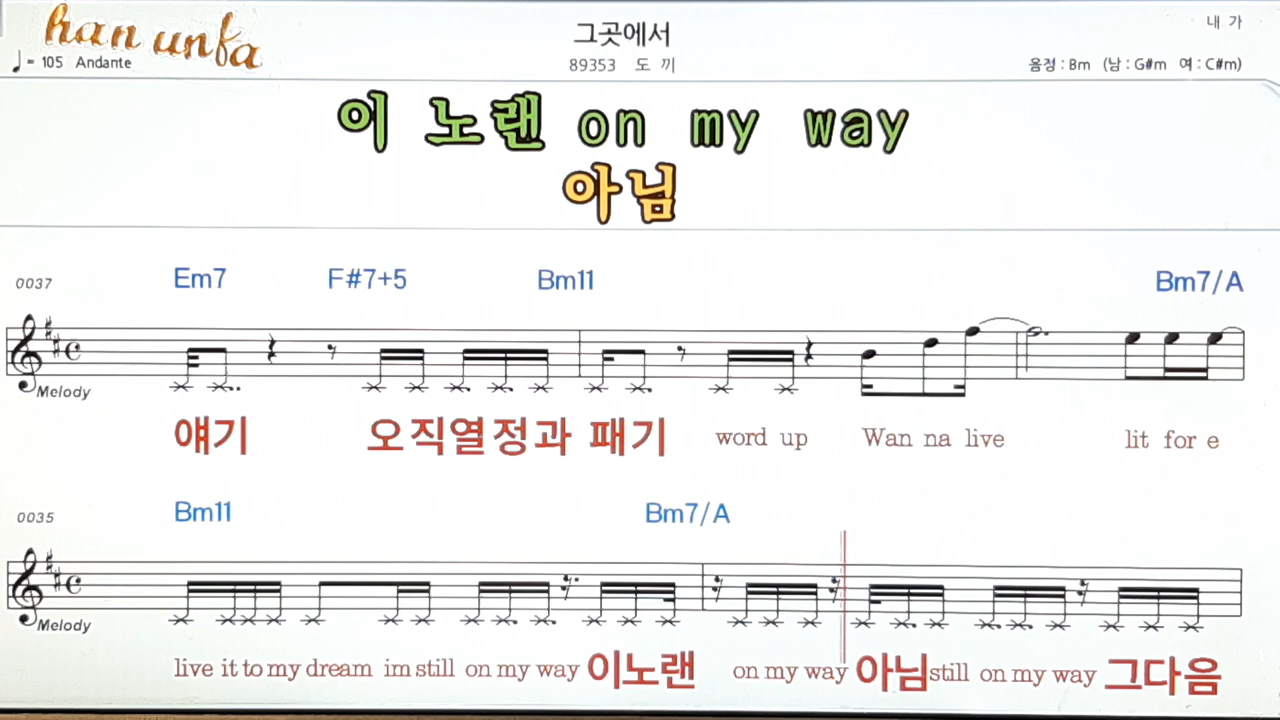 han unfa
그곳에서
내 가
♩ = 105 Andante
89353 도 끼
음정 : Bm (남 : G#m 여 : C#m)
이 노랜 on my way
아님
0037 Em7 F#7+5 Bm11 Bm7/A
Melody
얘기 오직열정과 패기 word up Wan na live lit for e
0035 Bm11 Bm7/A
Melody
live it to my dream im still on my way 이노랜 on my way 아님 still on my way 그다음